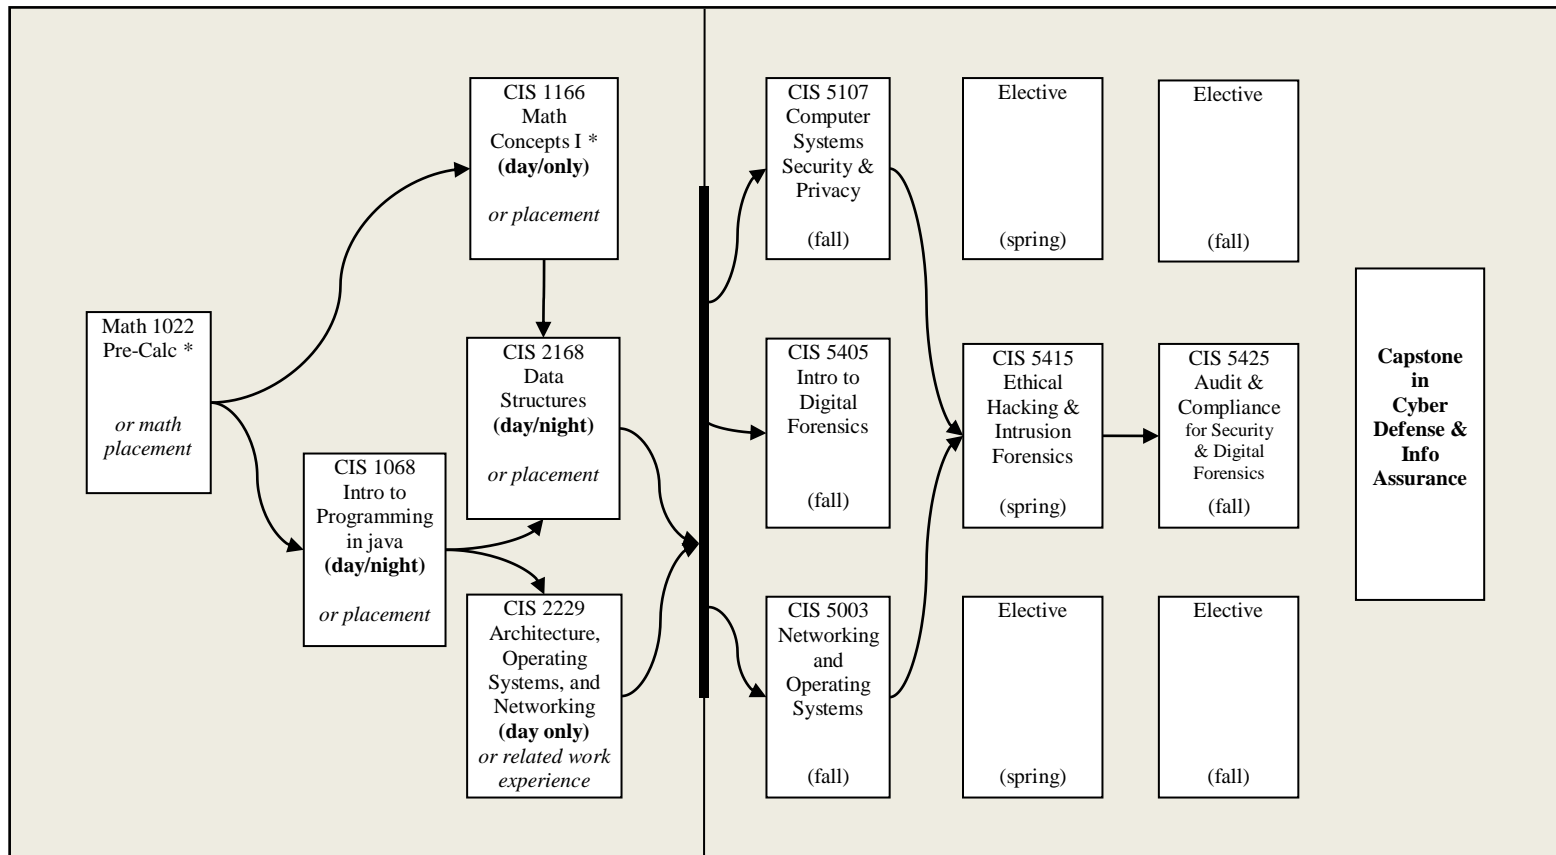 CIS 1166
Math
Concepts I *
(day/only)
or placement
Math 1022
Pre-Calc *
or math
placement
CIS 2168
Data
Structures
(day/night)
or placement
CIS 1068
Intro to
Programming
in java
(day/night)
or placement
CIS 2229
Architecture,
Operating
Systems, and
Networking
(day only)
or related work
experience
CIS 5107
Computer
Systems
Security &
Privacy
(fall)
Elective
(spring)
Elective
(fall)
CIS 5405
Intro to
Digital
Forensics
(fall)
CIS 5415
Ethical
Hacking &
Intrusion
Forensics
(spring)
CIS 5425
Audit &
Compliance
for Security
& Digital
Forensics
(fall)
CIS 5003
Networking
and
Operating
Systems
(fall)
Elective
(spring)
Elective
(fall)
Capstone
in
Cyber
Defense &
Info
Assurance